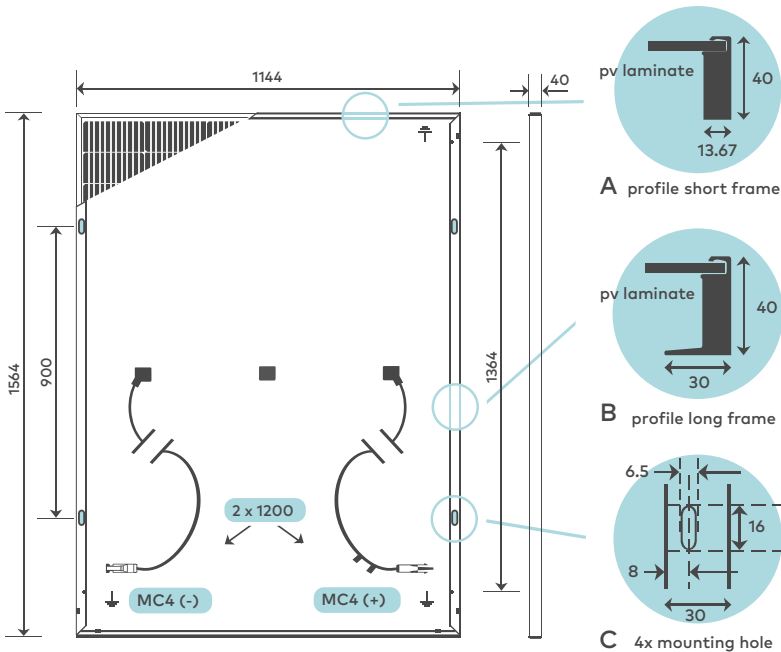 1144
40
pv laminate
40
13.67
A profile short frame
1564
900
1364
pv laminate
40
30
B profile long frame
2 x 1200
MC4 (-)
MC4 (+)
6.5
16
8
30
C 4x mounting hole